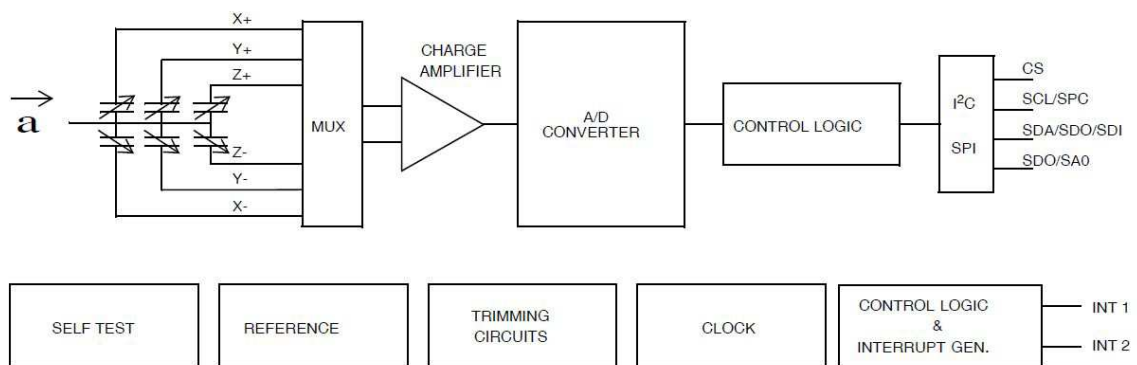 X+
Y+
Z+
a
Z-
Y-
X-
MUX
CHARGE
AMPLIFIER
A/D
CONVERTER
CONTROL LOGIC
I²C
SPI
CS
SCL/SPC
SDA/SDO/SDI
SDO/SA0
SELF TEST
REFERENCE
TRIMMING
CIRCUITS
CLOCK
CONTROL LOGIC
&
INTERRUPT GEN.
INT 1
INT 2